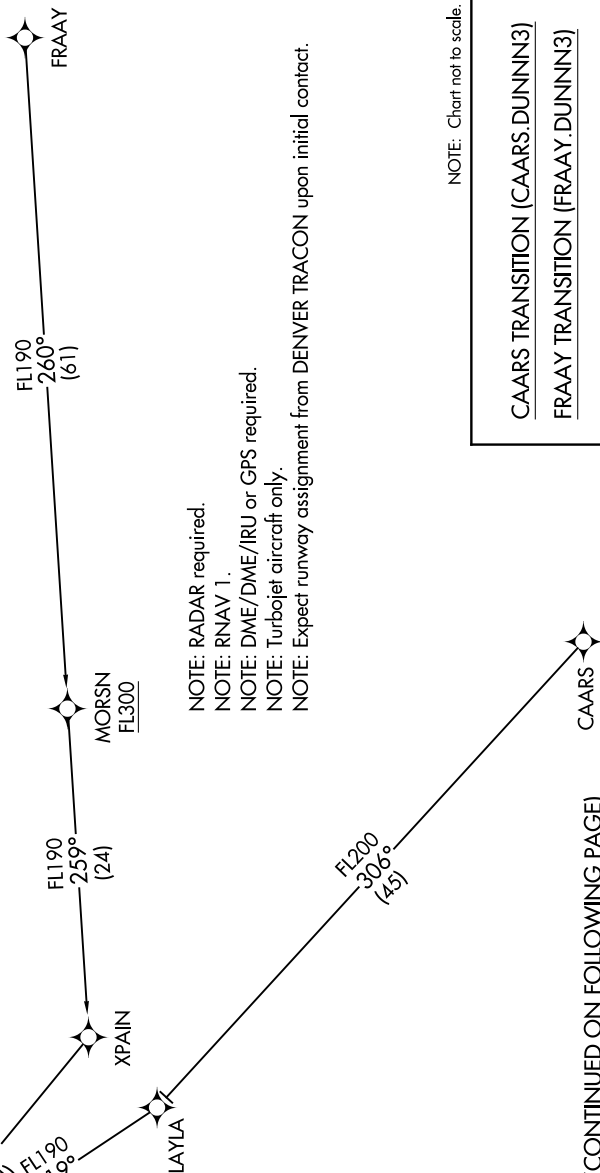 FRAAY
FL190
260°
(61)
MORSN
FL300
FL190
259°
(24)
XPAIN
LAYLA
FL190
FL200
306°
(45)
CAARS
NOTE: RADAR required.
NOTE: RNAV 1.
NOTE: DME/DME/IRU or GPS required.
NOTE: Turbojet aircraft only.
NOTE: Expect runway assignment from DENVER TRACON upon initial contact.
NOTE: Chart not to scale.
CAARS TRANSITION (CAARS.DUNNN3)
FRAAY TRANSITION (FRAAY.DUNNN3)
CONTINUED ON FOLLOWING PAGE)